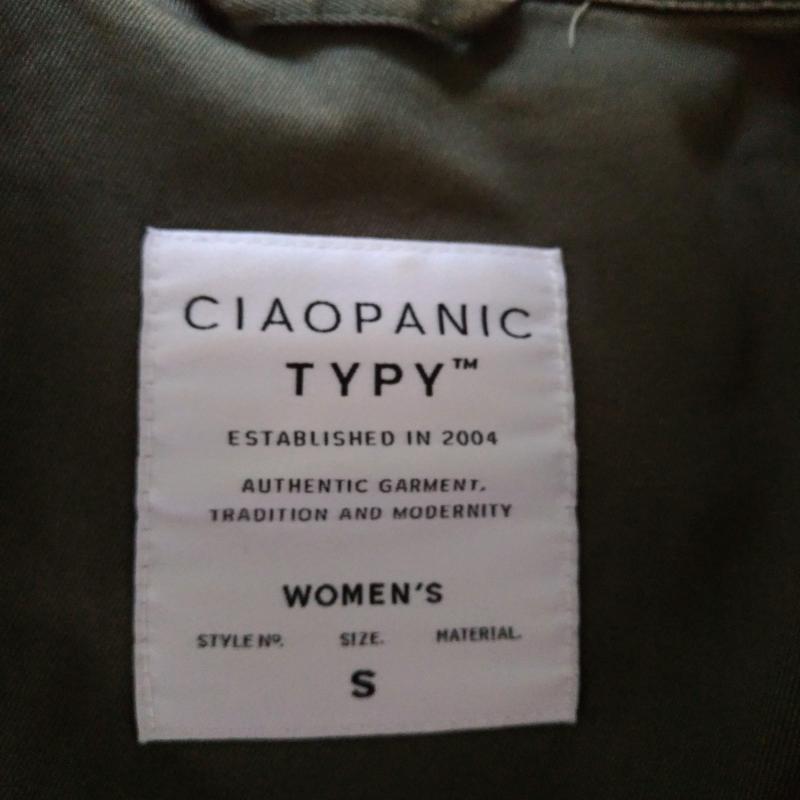 CIAOPANIC
TYPY™
ESTABLISHED IN 2004
AUTHENTIC GARMENT.
TRADITION AND MODERNITY
WOMEN'S
STYLE Nº. SIZE. MATERIAL.
S